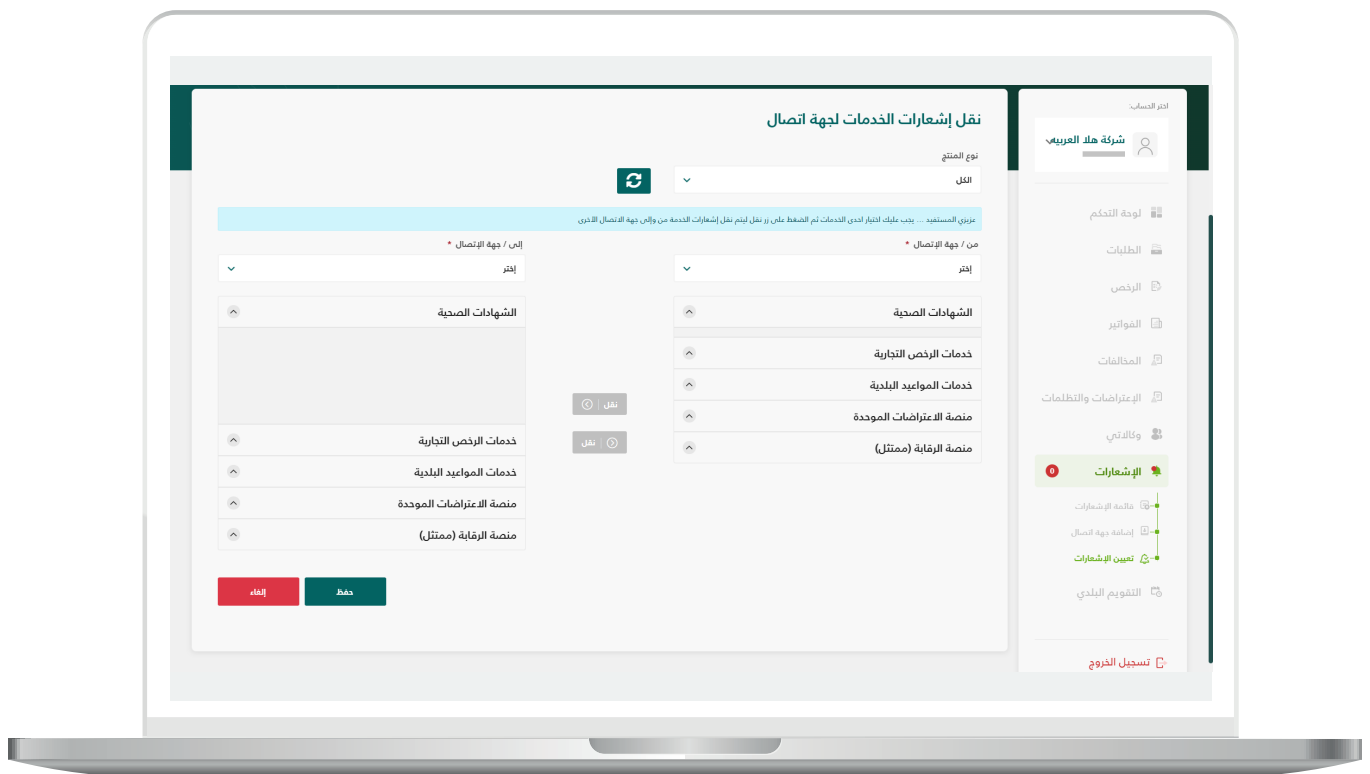 اختر الحساب:
شركة هلا العربيه
لوحة التحكم
الطلبات
الرخص
الفواتير
المخالفات
الإعتراضات والتظلمات
وكالاتي
الإشعارات 0
قائمة الإشعارات
إضافة جهة اتصال
تعيين الإشعارات
التقويم البلدي
تسجيل الخروج
نقل إشعارات الخدمات لجهة اتصال
نوع المنتج
الكل
عزيزي المستفيد ... يجب عليك اختيار احدى الخدمات ثم الضغط على زر نقل ليتم نقل إشعارات الخدمة من وإلى جهة الاتصال الأخرى
من / جهة الإتصال *
إختر
الشهادات الصحية
خدمات الرخص التجارية
خدمات المواعيد البلدية
منصة الاعتراضات الموحدة
منصة الرقابة (ممتثل)
نقل
نقل
إلى / جهة الإتصال *
إختر
الشهادات الصحية
خدمات الرخص التجارية
خدمات المواعيد البلدية
منصة الاعتراضات الموحدة
منصة الرقابة (ممتثل)
حفظ
إلغاء